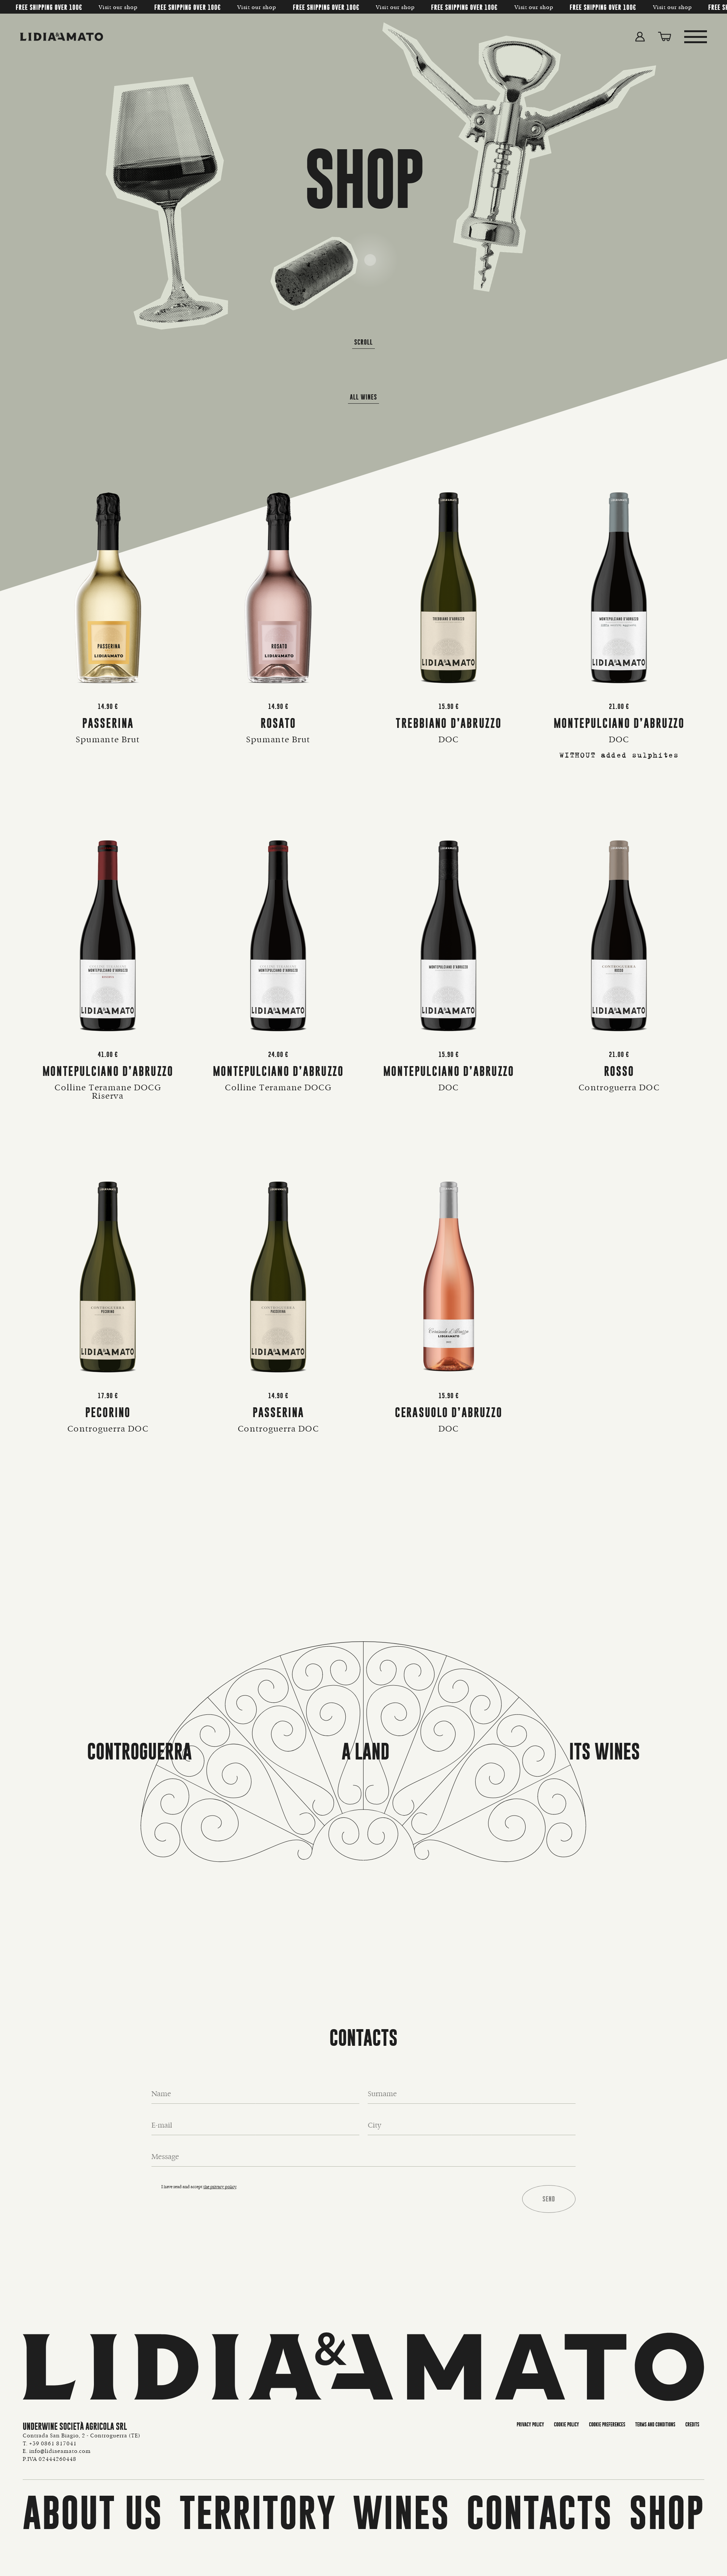 FREE SHIPPING OVER 100€ Visit our shop FREE SHIPPING OVER 100€ Visit our shop FREE SHIPPING OVER 100€ Visit our shop FREE SHIPPING OVER 100€ Visit our shop FREE SHIPPING OVER 100€ Visit our shop
LIDIA&AMATO
SHOP
SCROLL
ALL WINES
PASSERINA
LIDIA&AMATO
ROSATO
LIDIA&AMATO
TREBBIANO D'ABRUZZO
LIDIA&AMATO
MONTEPULCIANO D'ABRUZZO
LIDIA&AMATO
14.90 €
PASSERINA
Spumante Brut
14.90 €
ROSATO
Spumante Brut
15.90 €
TREBBIANO D'ABRUZZO
DOC
21.00 €
MONTEPULCIANO D'ABRUZZO
DOC
WITHOUT added sulphites
MONTEPULCIANO D'ABRUZZO
LIDIA&AMATO
MONTEPULCIANO D'ABRUZZO
LIDIA&AMATO
MONTEPULCIANO D'ABRUZZO
LIDIA&AMATO
CONTROGUERRA
ROSSO
LIDIA&AMATO
41.00 €
MONTEPULCIANO D'ABRUZZO
Colline Teramane DOCG
Riserva
24.00 €
MONTEPULCIANO D'ABRUZZO
Colline Teramane DOCG
15.90 €
MONTEPULCIANO D'ABRUZZO
DOC
21.00 €
ROSSO
Controguerra DOC
CONTROGUERRA
PECORINO
LIDIA&AMATO
CONTROGUERRA
PASSERINA
LIDIA&AMATO
Cerasuolo d'Abruzzo
LIDIA&AMATO
17.90 €
PECORINO
Controguerra DOC
14.90 €
PASSERINA
Controguerra DOC
15.90 €
CERASUOLO D'ABRUZZO
DOC
CONTROGUERRA
A LAND
ITS WINES
CONTACTS
Name
Surname
E-mail
City
Message
I have read and accept the privacy policy
SEND
LIDIA&AMATO
UNDERWINE SOCIETÀ AGRICOLA SRL
Contrada San Biagio, 2 - Controguerra (TE)
T. +39 0861 817041
E. info@lidiaeamato.com
P.IVA 02444260448
PRIVACY POLICY COOKIE POLICY COOKIE PREFERENCES TERMS AND CONDITIONS CREDITS
ABOUT US TERRITORY WINES CONTACTS SHOP